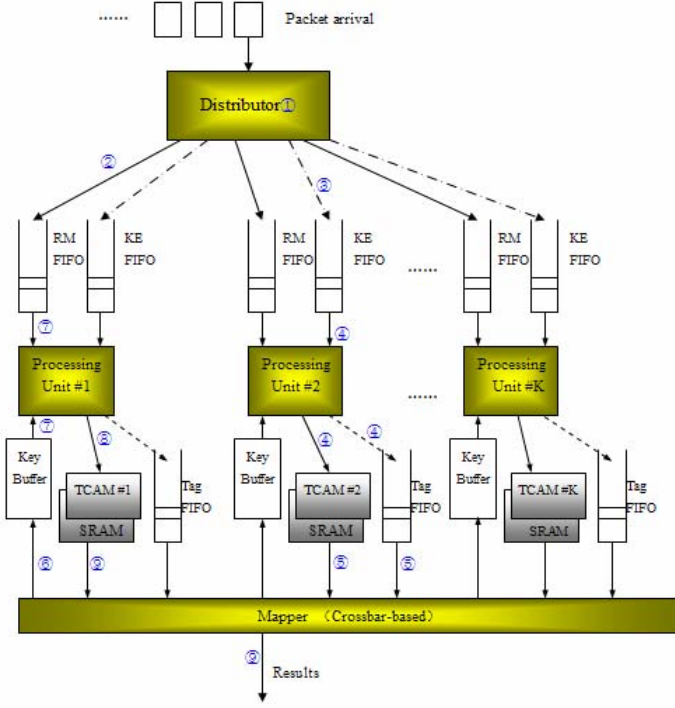 ...... Packet arrival
Distributor①
②
③
RM FIFO
KE FIFO
RM FIFO
KE FIFO
......
RM FIFO
KE FIFO
⑦
④
Processing Unit #1
Processing Unit #2
......
Processing Unit #K
⑦
⑧
④
④
Key Buffer
TCAM #1
SRAM
Tag FIFO
Key Buffer
TCAM #2
SRAM
Tag FIFO
Key Buffer
TCAM #K
SRAM
Tag FIFO
⑥
⑨
⑤
⑤
Mapper （Crossbar-based）
⑨
Results